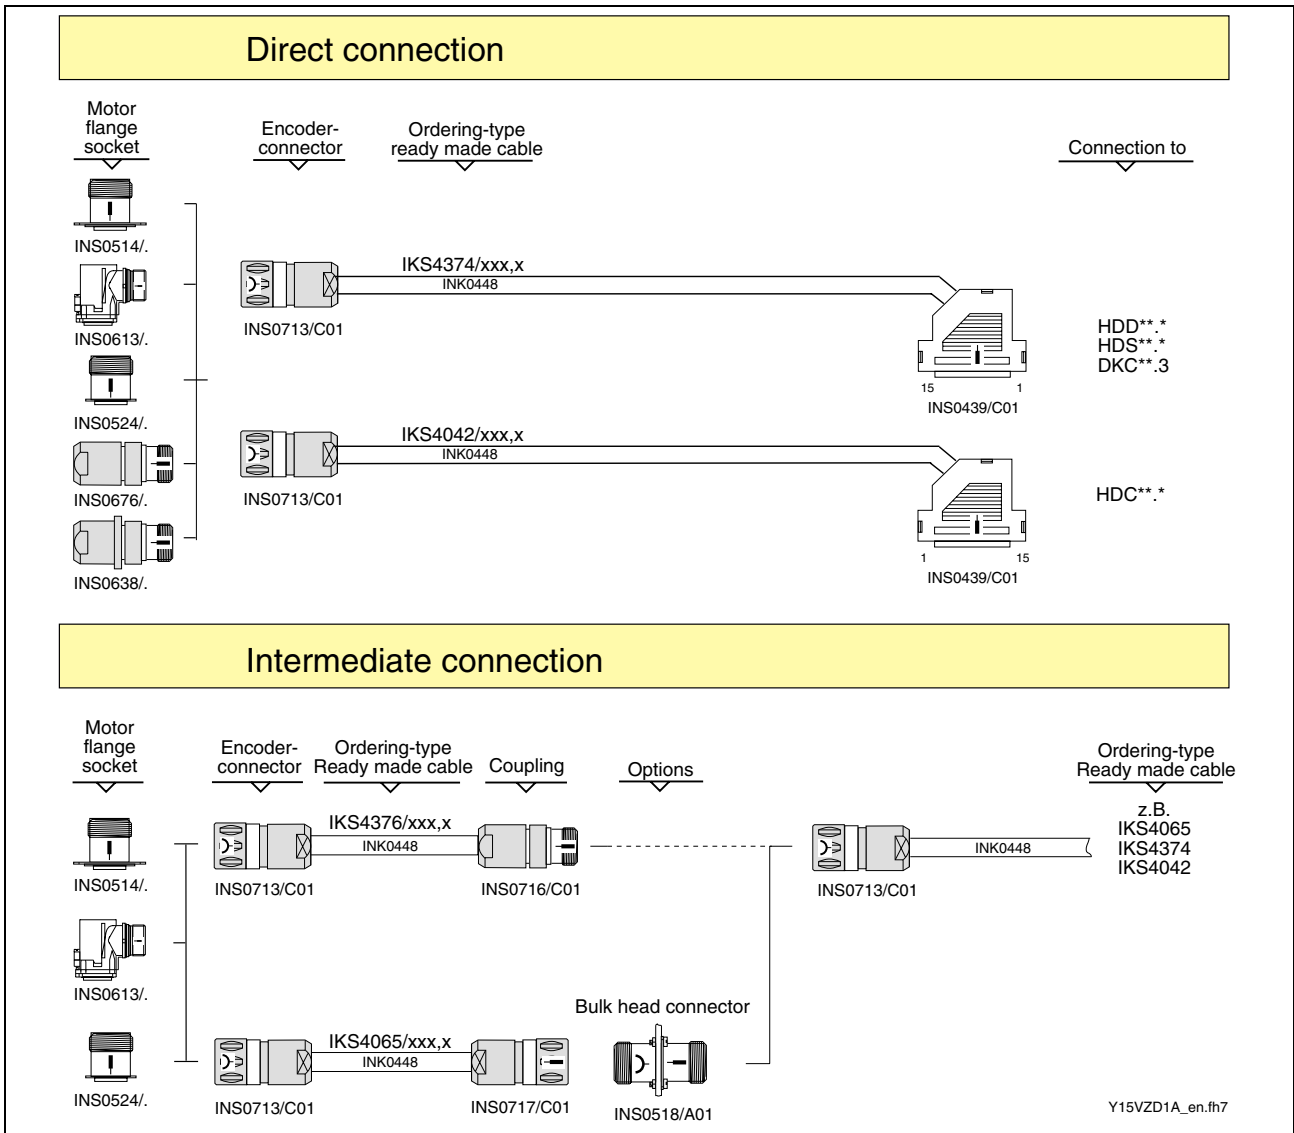 Direct connection
Motor
flange
socket
Encoder-
connector
Ordering-type
ready made cable
Connection to
INS0514/.
INS0613/.
INS0524/.
INS0676/.
INS0638/.
INS0713/C01
IKS4374/xxx,x
INK0448
15 1
INS0439/C01
HDD**.*
HDS**.*
DKC**.3
INS0713/C01
IKS4042/xxx,x
INK0448
1 15
INS0439/C01
HDC**.*
Intermediate connection
Motor
flange
socket
Encoder-
connector
Ordering-type
Ready made cable
Coupling
Options
Ordering-type
Ready made cable
INS0514/.
INS0613/.
INS0524/.
INS0713/C01
IKS4376/xxx,x
INK0448
INS0716/C01
INS0713/C01
INK0448
z.B.
IKS4065
IKS4374
IKS4042
INS0713/C01
IKS4065/xxx,x
INK0448
INS0717/C01
Bulk head connector
INS0518/A01
Y15VZD1A_en.fh7